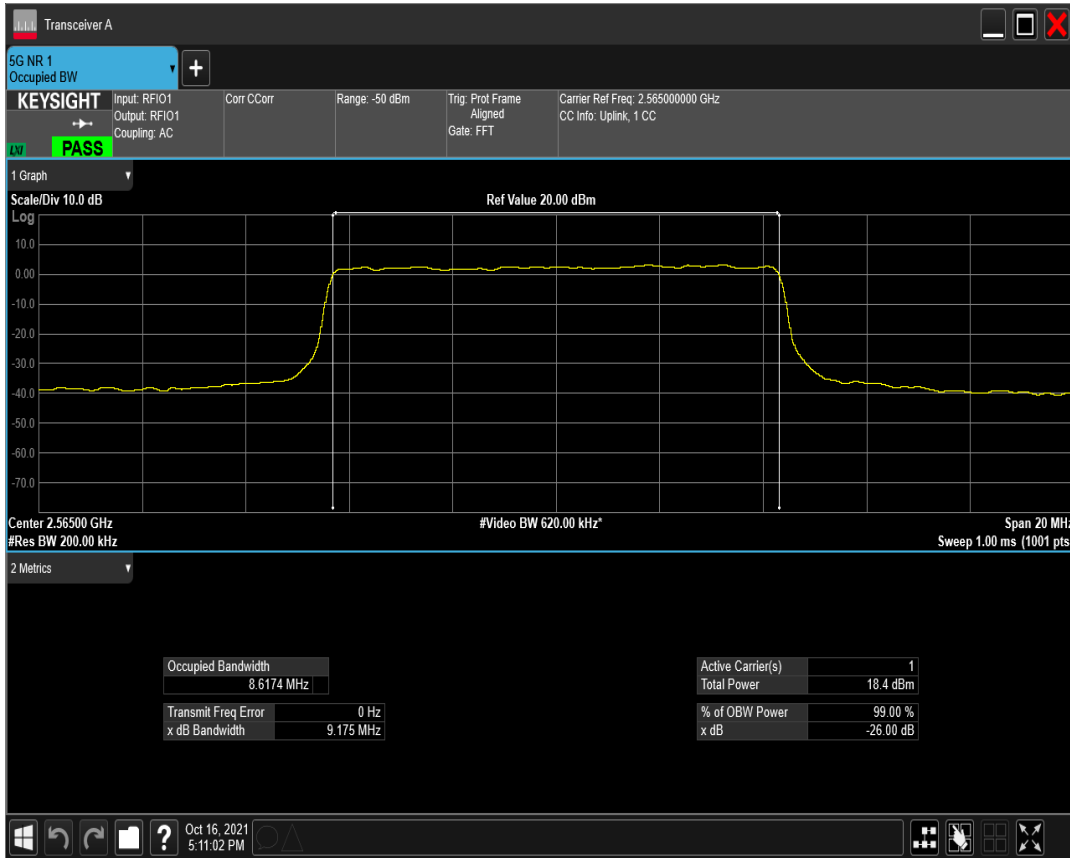 Transceiver A
5G NR 1
Occupied BW
KEYSIGHT
LXI
PASS
Input: RFIO1
Output: RFIO1
Coupling: AC
Corr CCorr
Range: -50 dBm
Trig: Prot Frame
Aligned
Gate: FFT
Carrier Ref Freq: 2.565000000 GHz
CC Info: Uplink, 1 CC
1 Graph
Scale/Div 10.0 dB
Ref Value 20.00 dBm
Log
10.0
0.00
-10.0
-20.0
-30.0
-40.0
-50.0
-60.0
-70.0
Center 2.56500 GHz
#Video BW 620.00 kHz*
Span 20 MHz
#Res BW 200.00 kHz
Sweep 1.00 ms (1001 pts
2 Metrics
Occupied Bandwidth
8.6174 MHz
Transmit Freq Error 0 Hz
x dB Bandwidth 9.175 MHz
Active Carrier(s) 1
Total Power 18.4 dBm
% of OBW Power 99.00 %
x dB -26.00 dB
?
Oct 16, 2021
5:11:02 PM